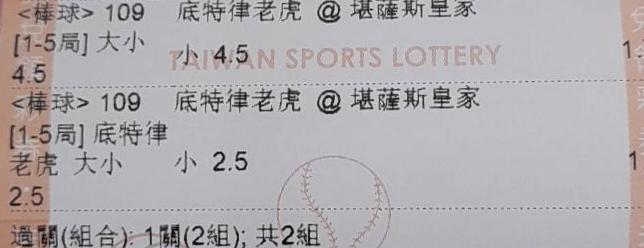 <棒球> 109 底特律老虎 @ 堪薩斯皇家
[1-5局] 大小 小 4.5
TAIWAN SPORTS LOTTERY
4.5
<棒球> 109 底特律老虎 @ 堪薩斯皇家
[1-5局] 底特律
老虎 大小 小 2.5
2.5
過關(組合): 1關(2組); 共2組